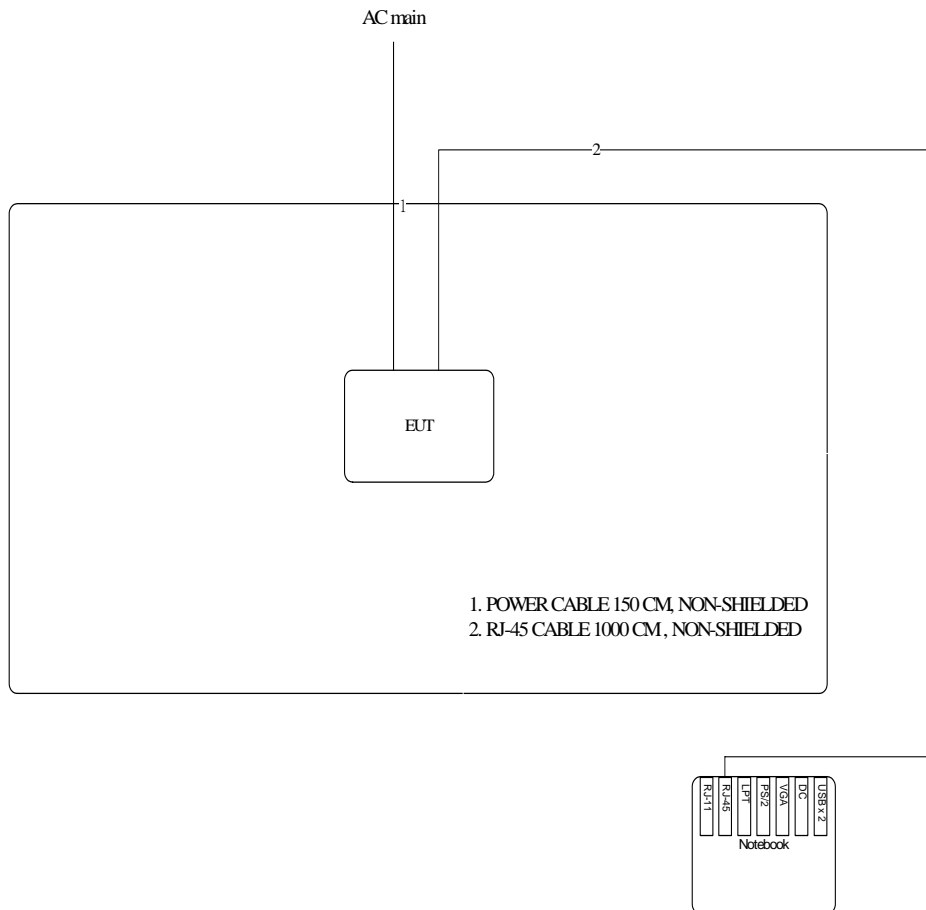 AC main
2
1
EUT
1. POWER CABLE 150 CM, NON-SHIELDED
2. RJ-45 CABLE 1000 CM , NON-SHIELDED
RJ-11
RJ-45
LPT
PS/2
VGA
DC
USB x 2
Notebook